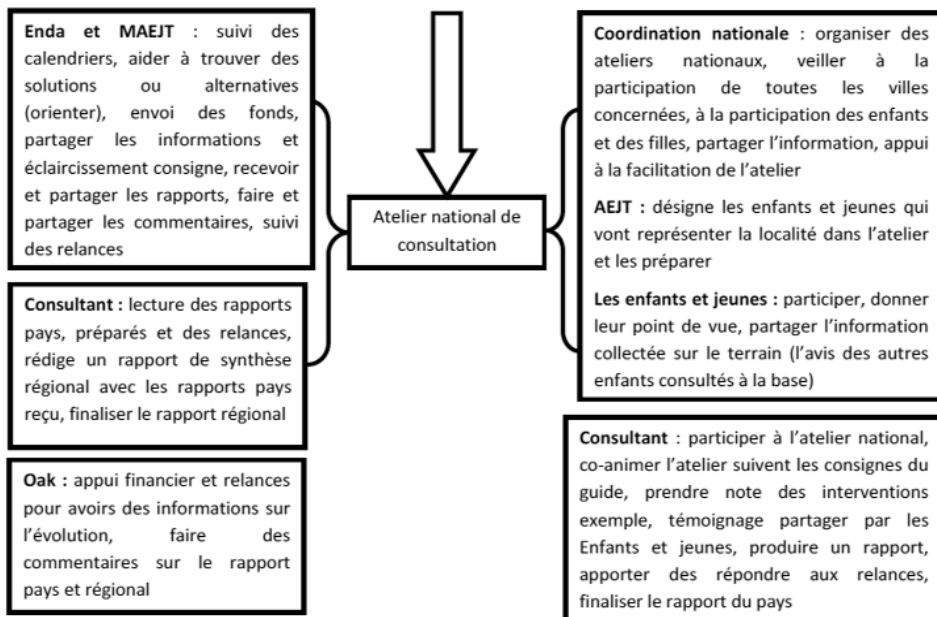 Enda et MAEJT : suivi des
calendriers, aider à trouver des
solutions ou alternatives
(orienter), envoi des fonds,
partager les informations et
éclaircissement consigne, recevoir
et partager les rapports, faire et
partager les commentaires, suivi
des relances
Consultant : lecture des rapports
pays, préparés et des relances,
rédige un rapport de synthèse
régional avec les rapports pays
reçu, finaliser le rapport régional
Oak : appui financier et relances
pour avoirs des informations sur
l’évolution, faire des
commentaires sur le rapport
pays et régional
Atelier national de
consultation
Coordination nationale : organiser des
ateliers nationaux, veiller à la
participation de toutes les villes
concernées, à la participation des enfants
et des filles, partager l’information, appui
à la facilitation de l’atelier
AEJT : désigne les enfants et jeunes qui
vont représenter la localité dans l’atelier
et les préparer
Les enfants et jeunes : participer, donner
leur point de vue, partager l’information
collectée sur le terrain (l’avis des autres
enfants consultés à la base)
Consultant : participer à l’atelier national,
co-animer l’atelier suivent les consignes du
guide, prendre note des interventions
exemple, témoignage partager par les
Enfants et jeunes, produire un rapport,
apporter des répondre aux relances,
finaliser le rapport du pays